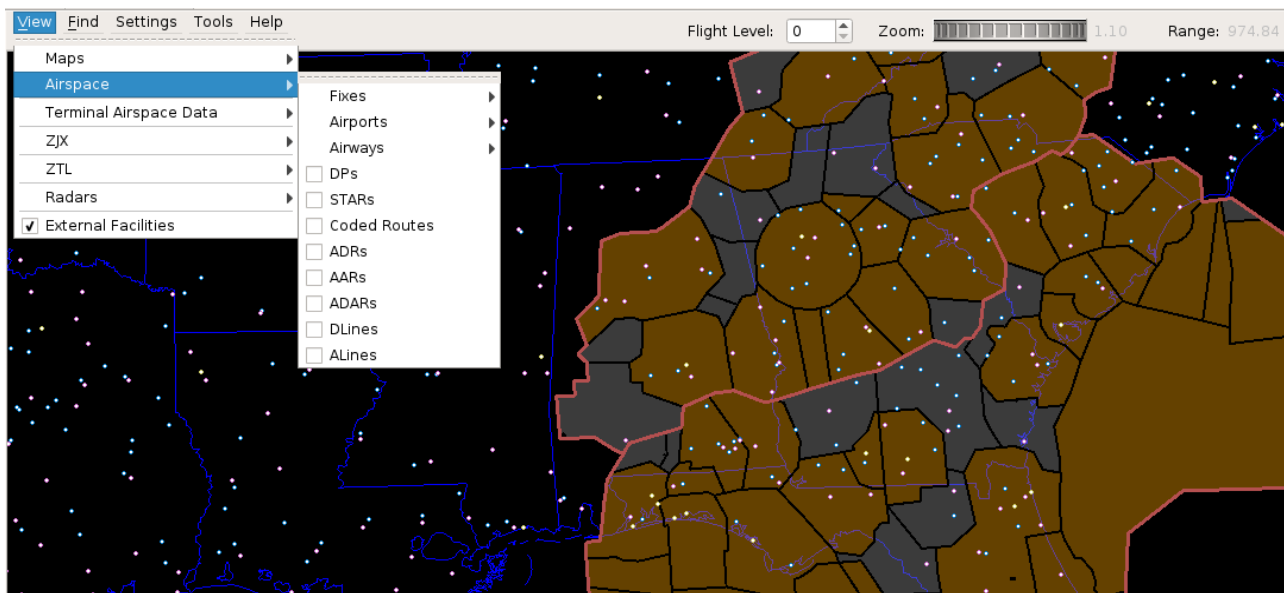 View Find Settings Tools Help
Flight Level: 0 Zoom: 1.10 Range: 974.84
Maps
Airspace
Terminal Airspace Data
ZJX
ZTL
Radars
External Facilities
Fixes
Airports
Airways
DPs
STARs
Coded Routes
ADRs
AARs
ADARs
DLines
ALines